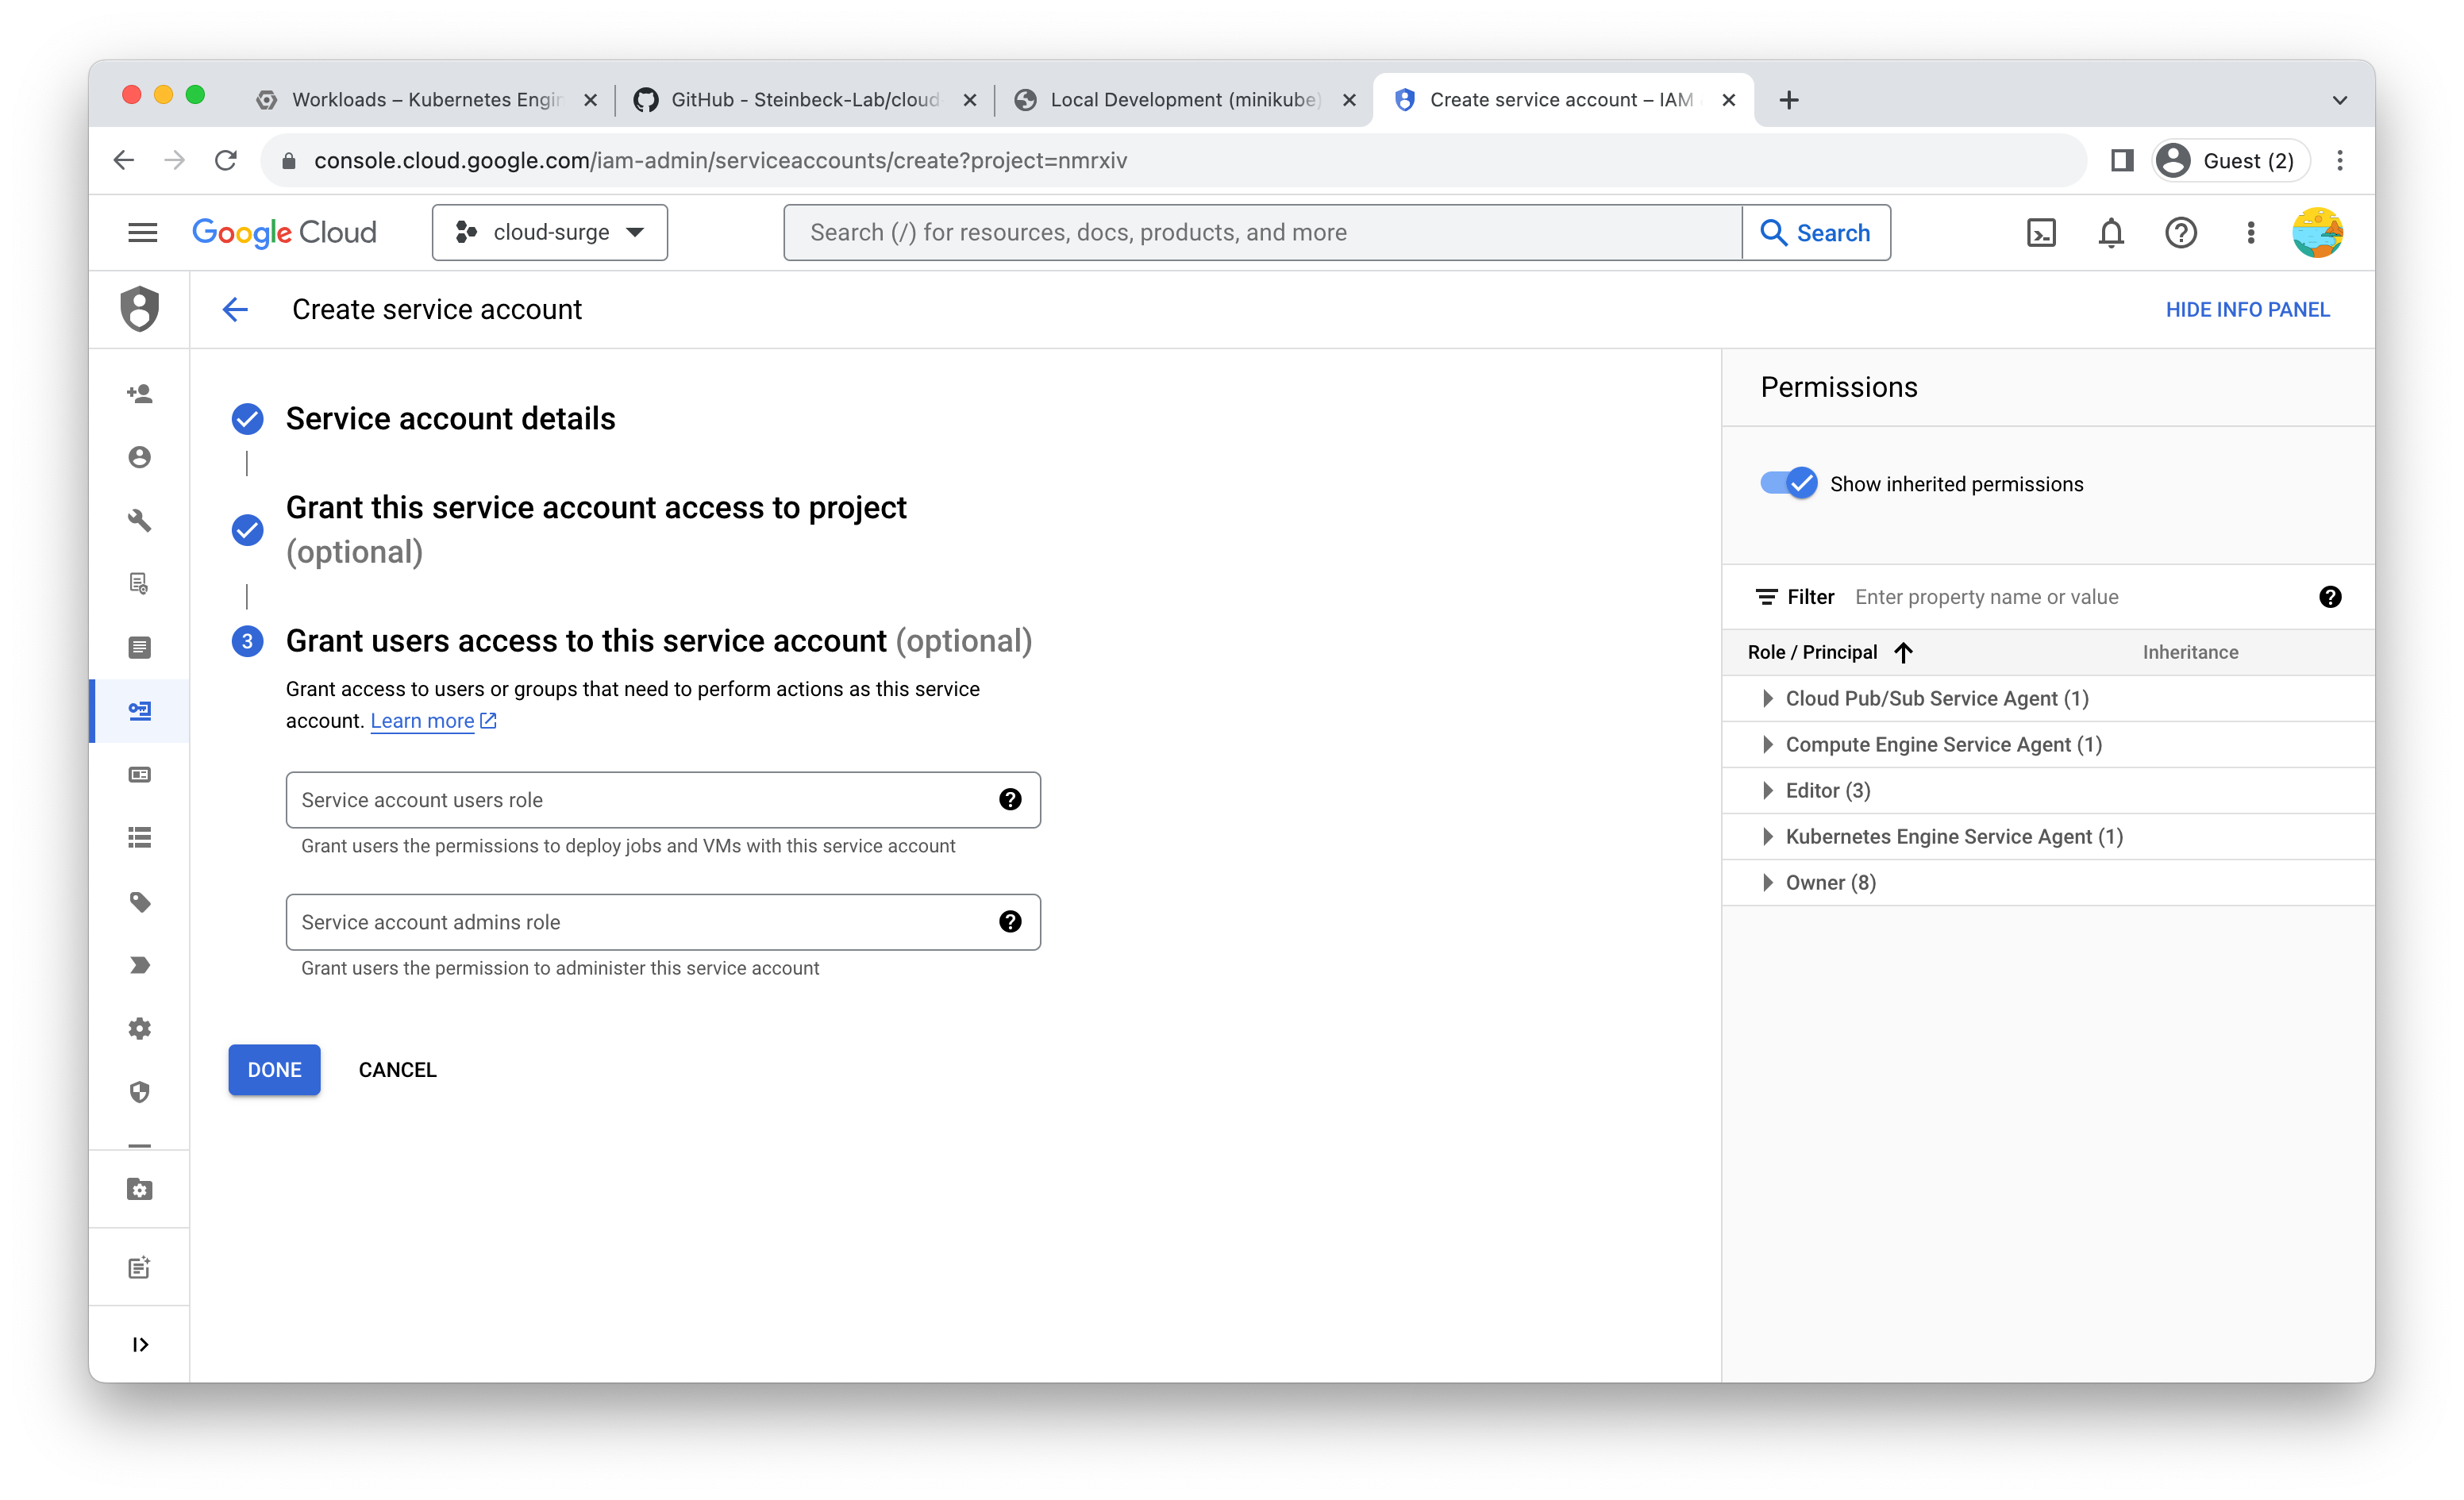 Workloads – Kubernetes Engin
GitHub - Steinbeck-Lab/cloud
Local Development (minikube)
Create service account – IAM
console.cloud.google.com/iam-admin/serviceaccounts/create?project=nmrxiv
Guest (2)
Google Cloud
cloud-surge
Search (/) for resources, docs, products, and more
Search
Create service account
HIDE INFO PANEL
Service account details
Grant this service account access to project
(optional)
3
Grant users access to this service account (optional)
Grant access to users or groups that need to perform actions as this service
account. Learn more
Service account users role
Grant users the permissions to deploy jobs and VMs with this service account
Service account admins role
Grant users the permission to administer this service account
DONE
CANCEL
Permissions
Show inherited permissions
Filter Enter property name or value
Role / Principal Inheritance
Cloud Pub/Sub Service Agent (1)
Compute Engine Service Agent (1)
Editor (3)
Kubernetes Engine Service Agent (1)
Owner (8)